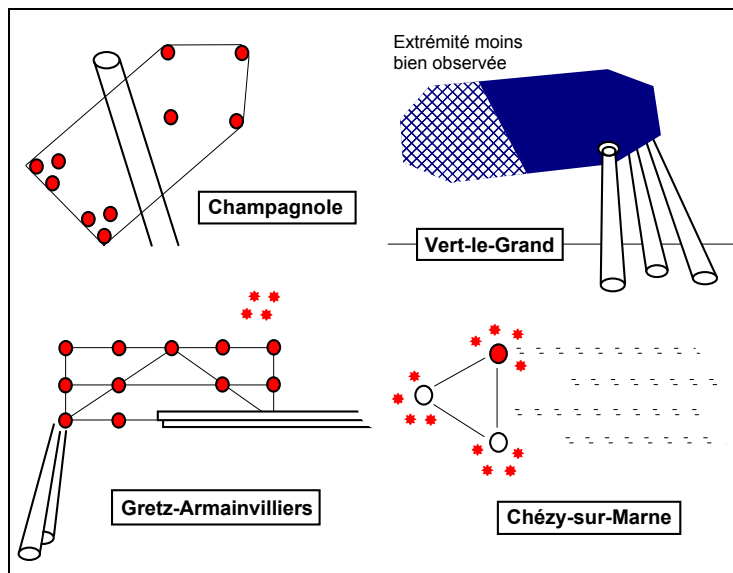 Extrémité moins
bien observée
Champagnole
Vert-le-Grand
Gretz-Armainvilliers
Chézy-sur-Marne